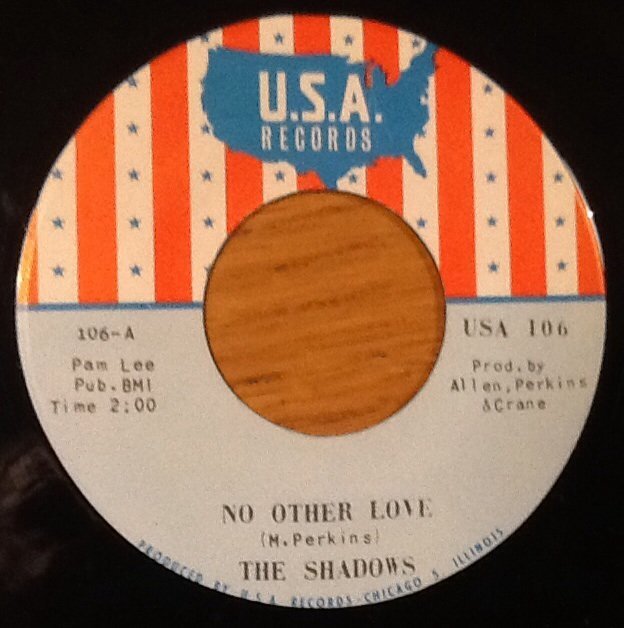 U.S.A.
RECORDS
106-A
Pam Lee
Pub. BMI
Time 2:00
USA 106
Prod. by
Allen, Perkins
&Crane
NO OTHER LOVE
(M. Perkins)
THE SHADOWS
PRODUCED BY U.S.A. RECORDS - CHICAGO 5, ILLINOIS